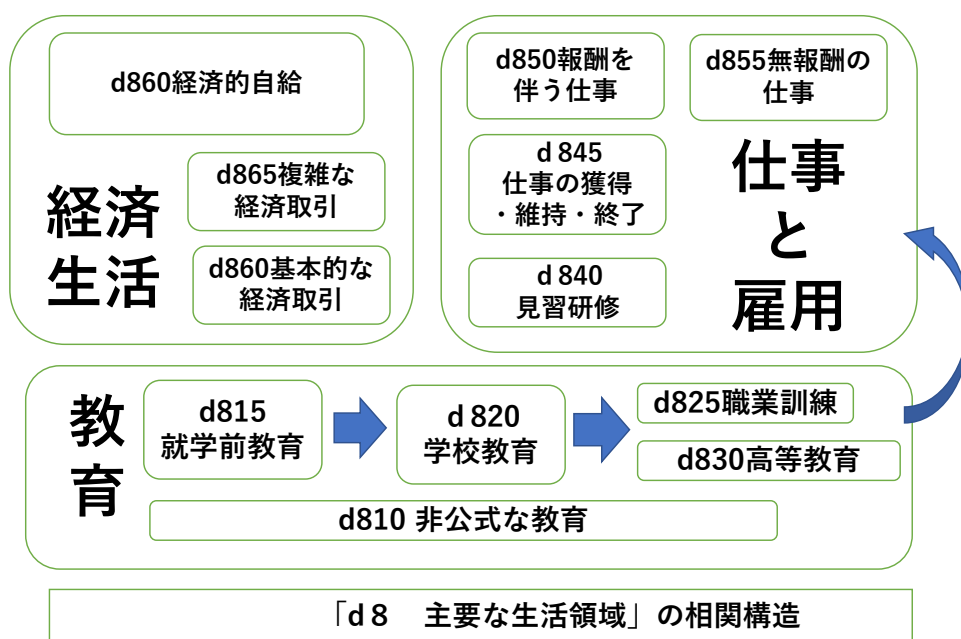 d860経済的自給
d865複雑な
経済取引
d860基本的な
経済取引
経済
生活
d850報酬を
伴う仕事
d855無報酬の
仕事
d 845
仕事の獲得
・維持・終了
d 840
見習研修
仕事
と
雇用
教
育
d815
就学前教育
d 820
学校教育
d825職業訓練
d830高等教育
d810 非公式な教育
「d 8　主要な生活領域」の相関構造